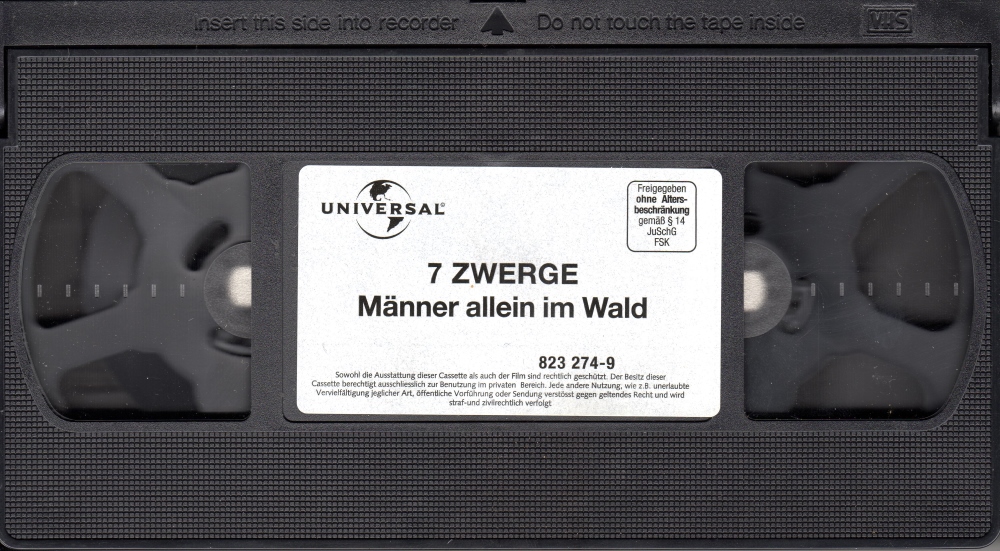 Insert this side into recorder
Do not touch the tape inside
VHS
UNIVERSAL®
Freigegeben
ohne Alters-
beschränkung
gemäß § 14
JuSchG
FSK
7 ZWERGE
Männer allein im Wald
823 274-9
Sowohl die Ausstattung dieser Cassette als auch der Film sind rechtlich geschützt. Der Besitz dieser
Cassette berechtigt ausschliesslich zur Benutzung im privaten Bereich. Jede andere Nutzung, wie z.B. unerlaubte
Vervielfältigung jeglicher Art, öffentliche Vorführung oder Sendung verstösst gegen geltendes Recht und wird
straf-und zivilrechtlich verfolgt